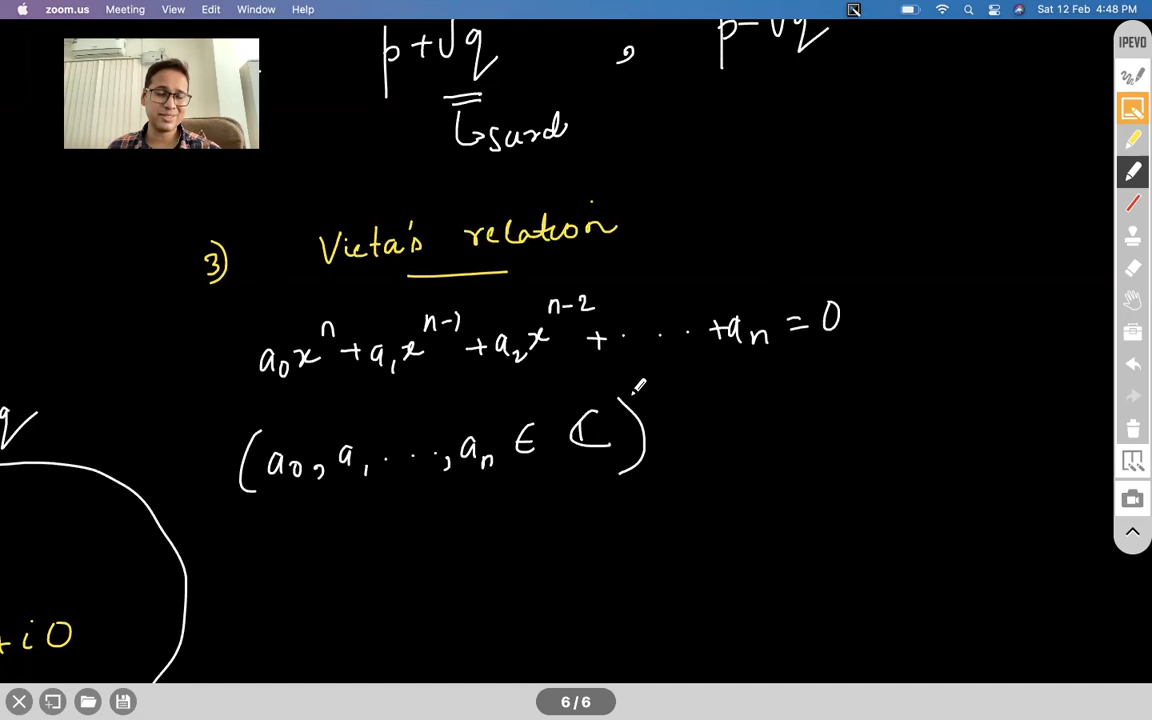 zoom.us Meeting View Edit Window Help Sat 12 Feb 4:48 PM
IPEVO
p+√q , p-√q
↳surd
3) Vieta's relation
a₀xⁿ+a₁xⁿ⁻¹+a₂xⁿ⁻²+· · ·+aₙ=0
q
(a₀,a₁· · ·,aₙ ∈ ℂ)
+i0
6/6